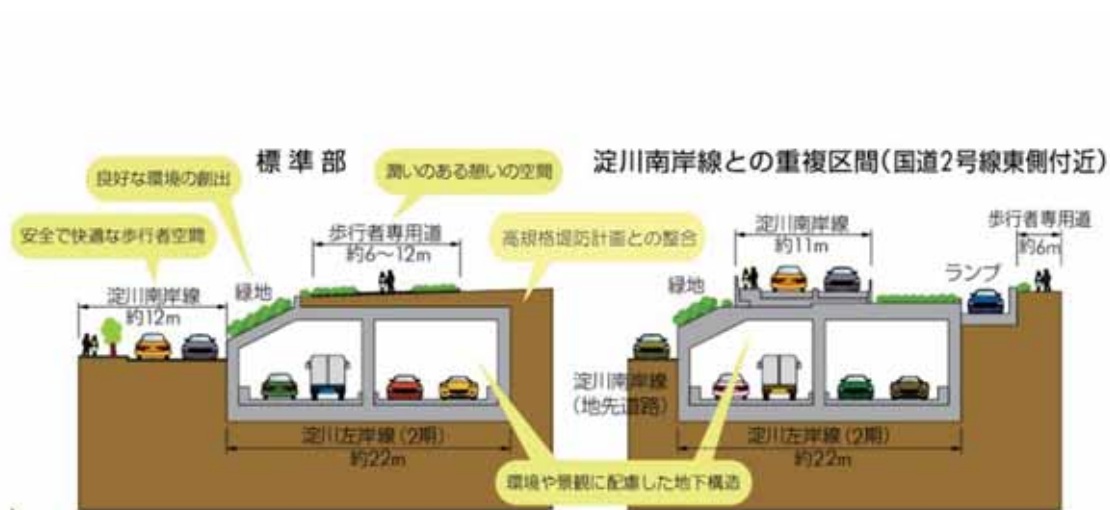 標準部
淀川南岸線との重複区間(国道2号線東側付近)
良好な環境の創出
潤いのある憩いの空間
安全で快適な歩行者空間
歩行者専用道
約6～12m
高規格堤防計画との整合
淀川南岸線
約12m
緑地
淀川左岸線(2期)
約22m
環境や景観に配慮した地下構造
淀川南岸線
約11m
歩行者専用道
約6m
ランプ
緑地
淀川南岸線
(地先道路)
淀川左岸線(2期)
約22m